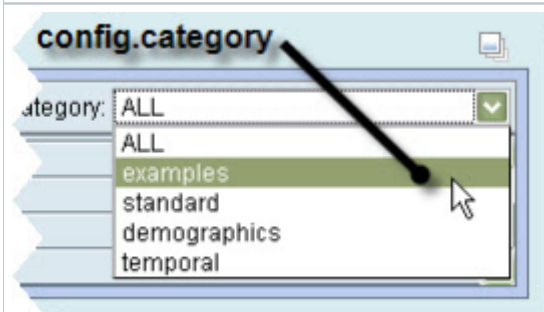 config.category
ategory: ALL
ALL
examples
standard
demographics
temporal